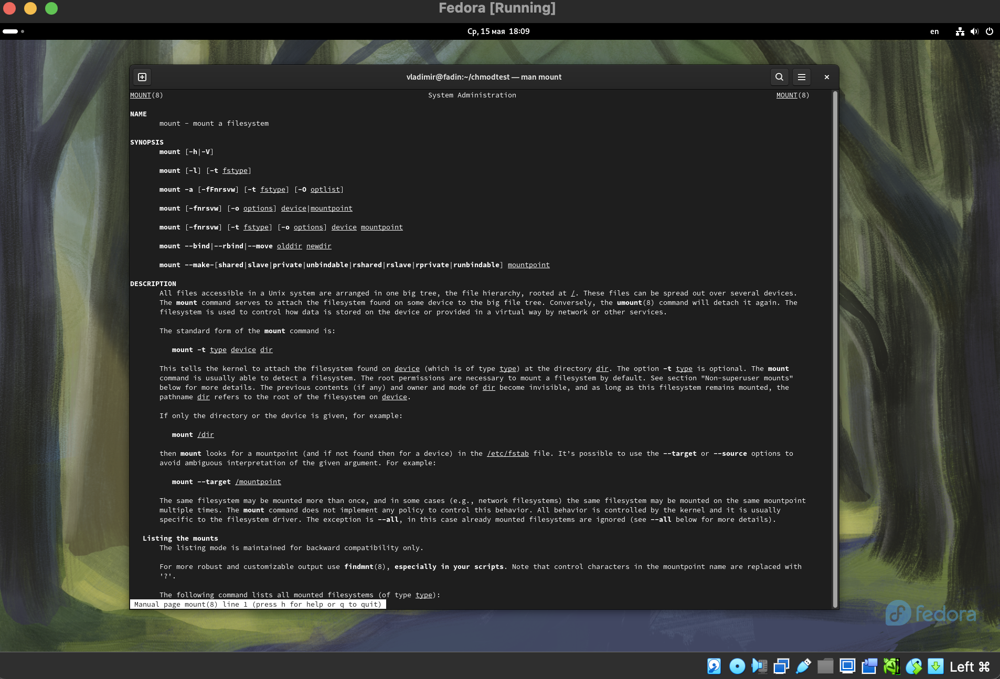 Fedora [Running]
Ср, 15 мая 18:09
en
vladimir@fadin:~/chmodtest — man mount
MOUNT(8) System Administration MOUNT(8)
NAME
mount - mount a filesystem
SYNOPSIS
mount [-h|-V]
mount [-l] [-t fstype]
mount -a [-fFnrsvw] [-t fstype] [-O optlist]
mount [-fnrsvw] [-o options] device|mountpoint
mount [-fnrsvw] [-t fstype] [-o options] device mountpoint
mount --bind|--rbind|--move olddir newdir
mount --make-[shared|slave|private|unbindable|rshared|rslave|rprivate|runbindable] mountpoint
DESCRIPTION
All files accessible in a Unix system are arranged in one big tree, the file hierarchy, rooted at /. These files can be spread out over several devices.
The mount command serves to attach the filesystem found on some device to the big file tree. Conversely, the umount(8) command will detach it again. The
filesystem is used to control how data is stored on the device or provided in a virtual way by network or other services.
The standard form of the mount command is:
mount -t type device dir
This tells the kernel to attach the filesystem found on device (which is of type type) at the directory dir. The option -t type is optional. The mount
command is usually able to detect a filesystem. The root permissions are necessary to mount a filesystem by default. See section "Non-superuser mounts"
below for more details. The previous contents (if any) and owner and mode of dir become invisible, and as long as this filesystem remains mounted, the
pathname dir refers to the root of the filesystem on device.
If only the directory or the device is given, for example:
mount /dir
then mount looks for a mountpoint (and if not found then for a device) in the /etc/fstab file. It’s possible to use the --target or --source options to
avoid ambiguous interpretation of the given argument. For example:
mount --target /mountpoint
The same filesystem may be mounted more than once, and in some cases (e.g., network filesystems) the same filesystem may be mounted on the same mountpoint
multiple times. The mount command does not implement any policy to control this behavior. All behavior is controlled by the kernel and it is usually
specific to the filesystem driver. The exception is --all, in this case already mounted filesystems are ignored (see --all below for more details).
Listing the mounts
The listing mode is maintained for backward compatibility only.
For more robust and customizable output use findmnt(8), especially in your scripts. Note that control characters in the mountpoint name are replaced with
'?'.
The following command lists all mounted filesystems (of type type):
Manual page mount(8) line 1 (press h for help or q to quit)
fedora
Left ⌘